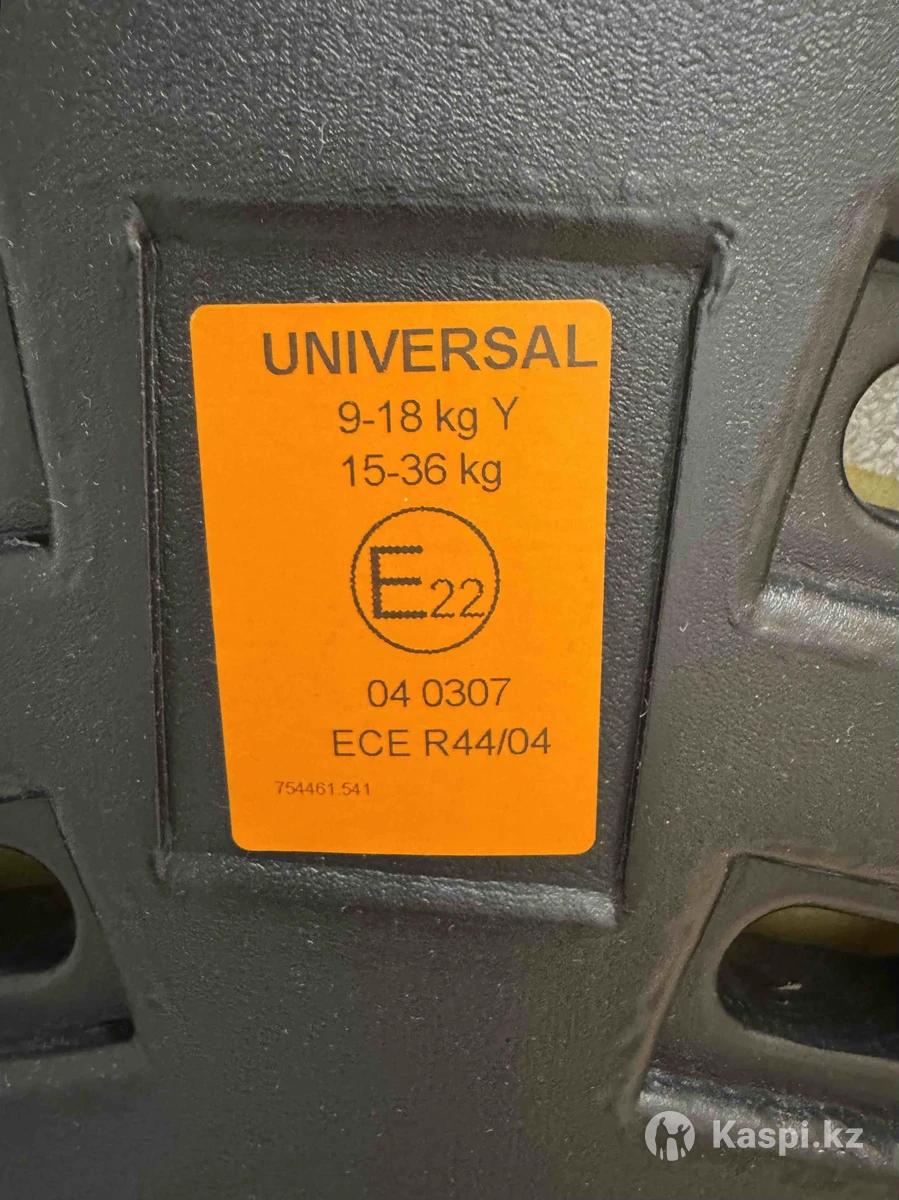 UNIVERSAL
9-18 kg Y
15-36 kg
E22
04 0307
ECE R44/04
754461.541
Kaspi.kz